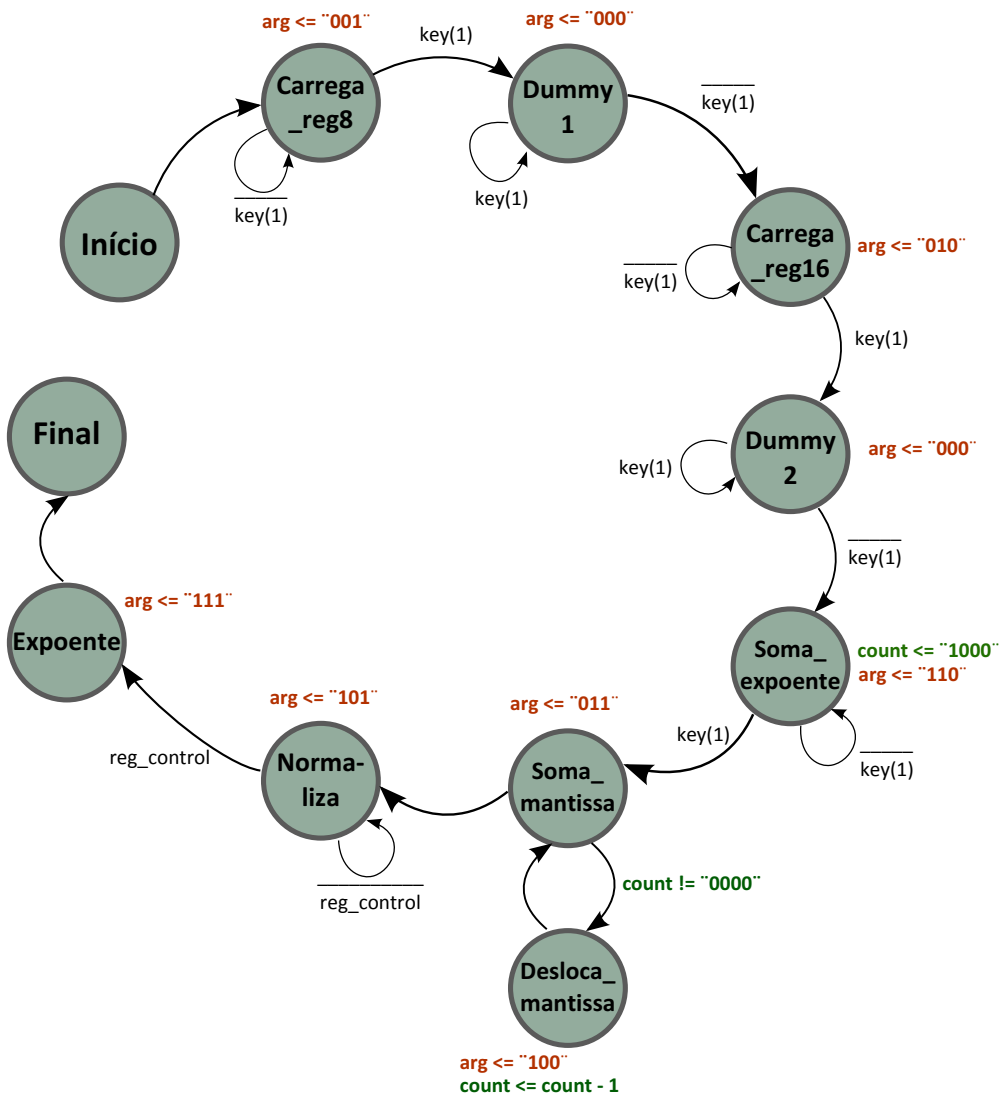 arg <= ¨001¨
key(1)
arg <= ¨000¨
Carrega
_reg8
Dummy
1
key(1)
key(1)
key(1)
Início
Carrega
_reg16
arg <= ¨010¨
key(1)
key(1)
Final
Dummy
2
arg <= ¨000¨
key(1)
key(1)
arg <= ¨111¨
Expoente
Soma_
expoente
count <= ¨1000¨
arg <= ¨110¨
key(1)
key(1)
arg <= ¨101¨
arg <= ¨011¨
reg_control
Norma-
liza
Soma_
mantissa
reg_control
count != ¨0000¨
Desloca_
mantissa
arg <= ¨100¨
count <= count - 1